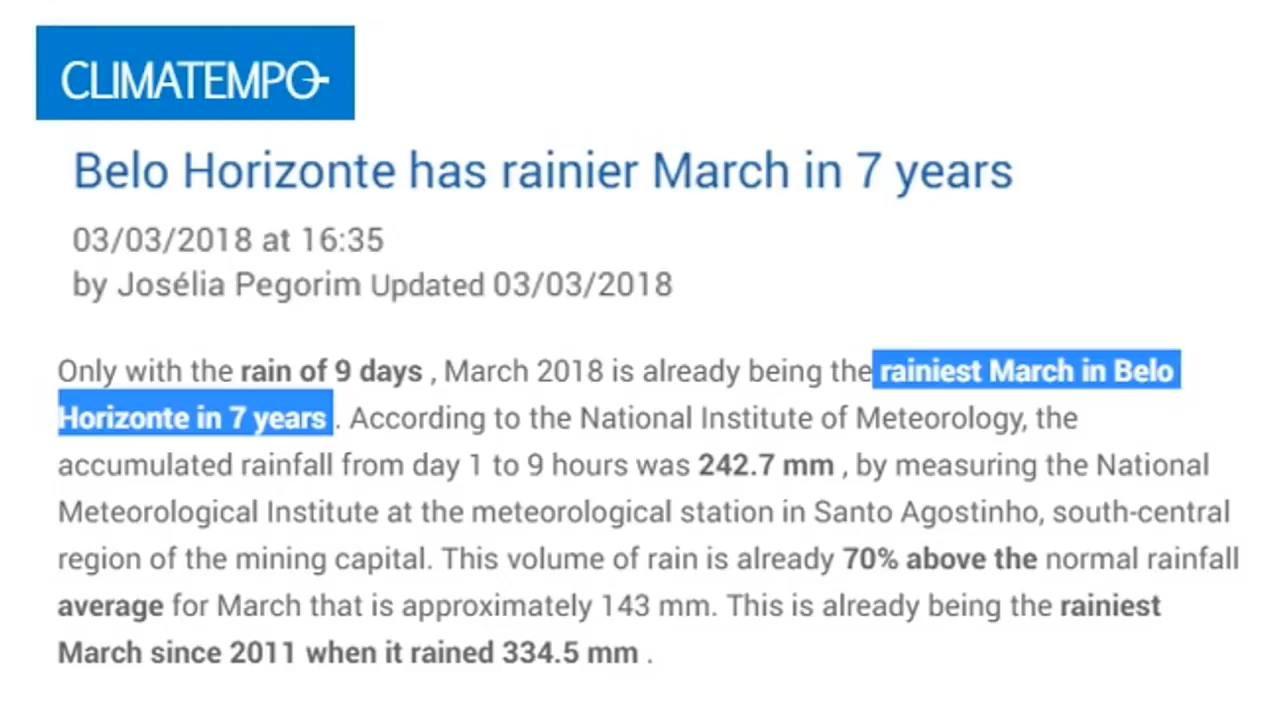 CLIMATEMPO
Belo Horizonte has rainier March in 7 years
03/03/2018 at 16:35
by Josélia Pegorim Updated 03/03/2018
Only with the rain of 9 days , March 2018 is already being the rainiest March in Belo
Horizonte in 7 years . According to the National Institute of Meteorology, the
accumulated rainfall from day 1 to 9 hours was 242.7 mm , by measuring the National
Meteorological Institute at the meteorological station in Santo Agostinho, south-central
region of the mining capital. This volume of rain is already 70% above the normal rainfall
average for March that is approximately 143 mm. This is already being the rainiest
March since 2011 when it rained 334.5 mm .